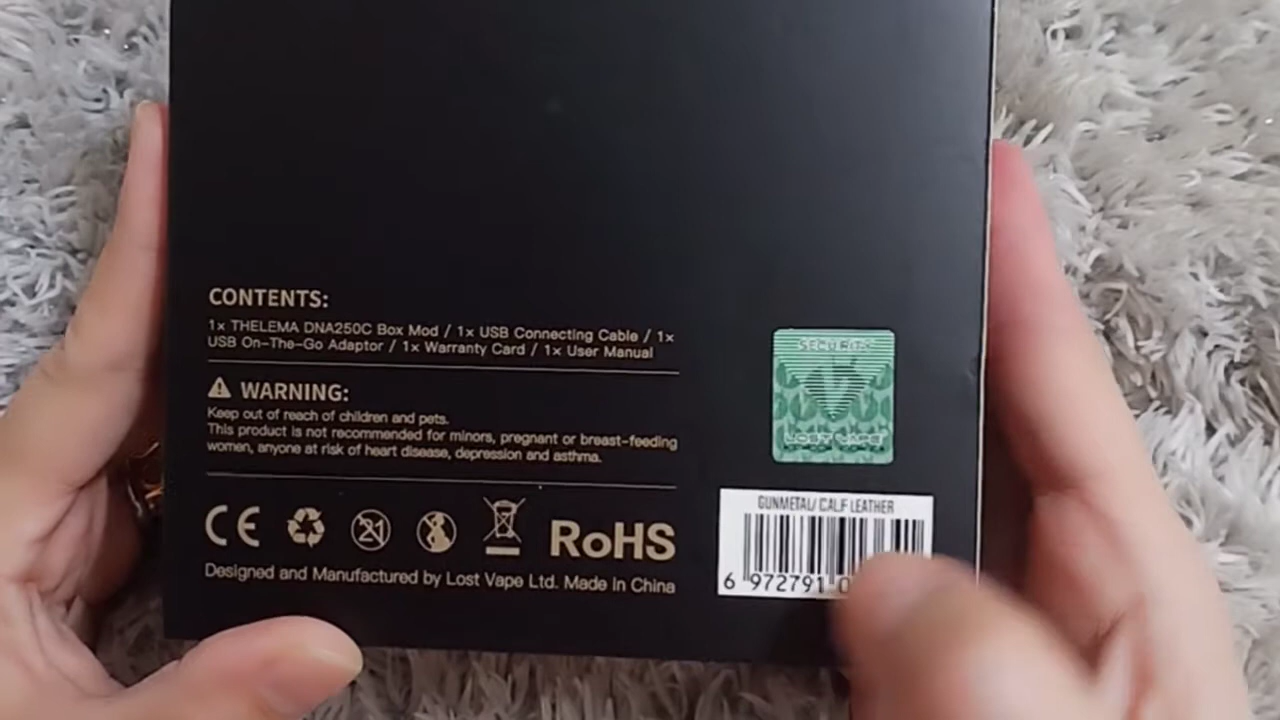 CONTENTS:
1x THELEMA DNA250C Box Mod / 1x USB Connecting Cable / 1x
USB On-The-Go Adaptor / 1x Warranty Card / 1x User Manual
WARNING:
Keep out of reach of children and pets.
This product is not recommended for minors, pregnant or breast-feeding
women, anyone at risk of heart disease, depression and asthma.
CE 21 RoHS
Designed and Manufactured by Lost Vape Ltd. Made In China
SECURITY
LOST VAPE
GUNMETAL/ CALF LEATHER
6 972791 0